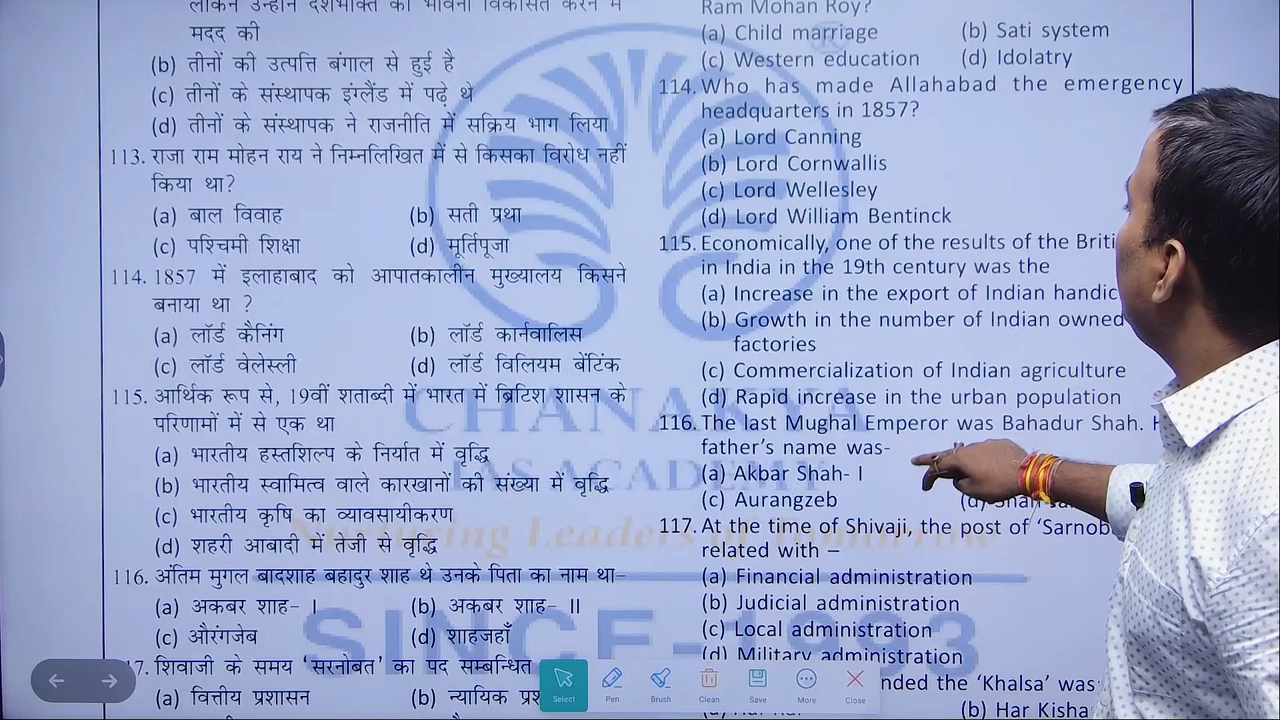 लेकिन उन्होंने देशभक्ति की भावना विकसित करने में
मदद की
(b) तीनों की उत्पत्ति बंगाल से हुई है
(c) तीनों के संस्थापक इंग्लैंड में पढ़े थे
(d) तीनों के संस्थापक ने राजनीति में सक्रिय भाग लिया
113. राजा राम मोहन राय ने निम्नलिखित में से किसका विरोध नहीं
किया था?
(a) बाल विवाह (b) सती प्रथा
(c) पश्चिमी शिक्षा (d) मूर्तिपूजा
114. 1857 में इलाहाबाद को आपातकालीन मुख्यालय किसने
बनाया था ?
(a) लॉर्ड कैनिंग (b) लॉर्ड कार्नवालिस
(c) लॉर्ड वेलेस्ली (d) लॉर्ड विलियम बेंटिंक
115. आर्थिक रूप से, 19वीं शताब्दी में भारत में ब्रिटिश शासन के
परिणामों में से एक था
(a) भारतीय हस्तशिल्प के निर्यात में वृद्धि
(b) भारतीय स्वामित्व वाले कारखानों की संख्या में वृद्धि
(c) भारतीय कृषि का व्यावसायीकरण
(d) शहरी आबादी में तेजी से वृद्धि
116. अंतिम मुगल बादशाह बहादुर शाह थे उनके पिता का नाम था–
(a) अकबर शाह- I (b) अकबर शाह- II
(c) औरंगजेब (d) शाहजहाँ
शिवाजी के समय ‘सरनोबत’ का पद सम्बन्धित
(a) वित्तीय प्रशासन (b) न्यायिक
Ram Mohan Roy?
(a) Child marriage (b) Sati system
(c) Western education (d) Idolatry
114. Who has made Allahabad the emergency
headquarters in 1857?
(a) Lord Canning
(b) Lord Cornwallis
(c) Lord Wellesley
(d) Lord William Bentinck
115. Economically, one of the results of the
in India in the 19th century was the
(a) Increase in the export of Indian
(b) Growth in the number of Indian owned
factories
(c) Commercialization of Indian agriculture
(d) Rapid increase in the urban population
116. The last Mughal Emperor was Bahadur Shah.
father’s name was-
(a) Akbar Shah- I
(c) Aurangzeb (d)
117. At the time of Shivaji, the post of
related with –
(a) Financial administration
(b) Judicial administration
(c) Local administration
(d) Military administration
the ‘Khalsa’ was
(b) Har
CHANAKYA
IAS ACADEMY
Nurturing Leaders of Tomorrow
Select Pen Brush Clean Save More Close